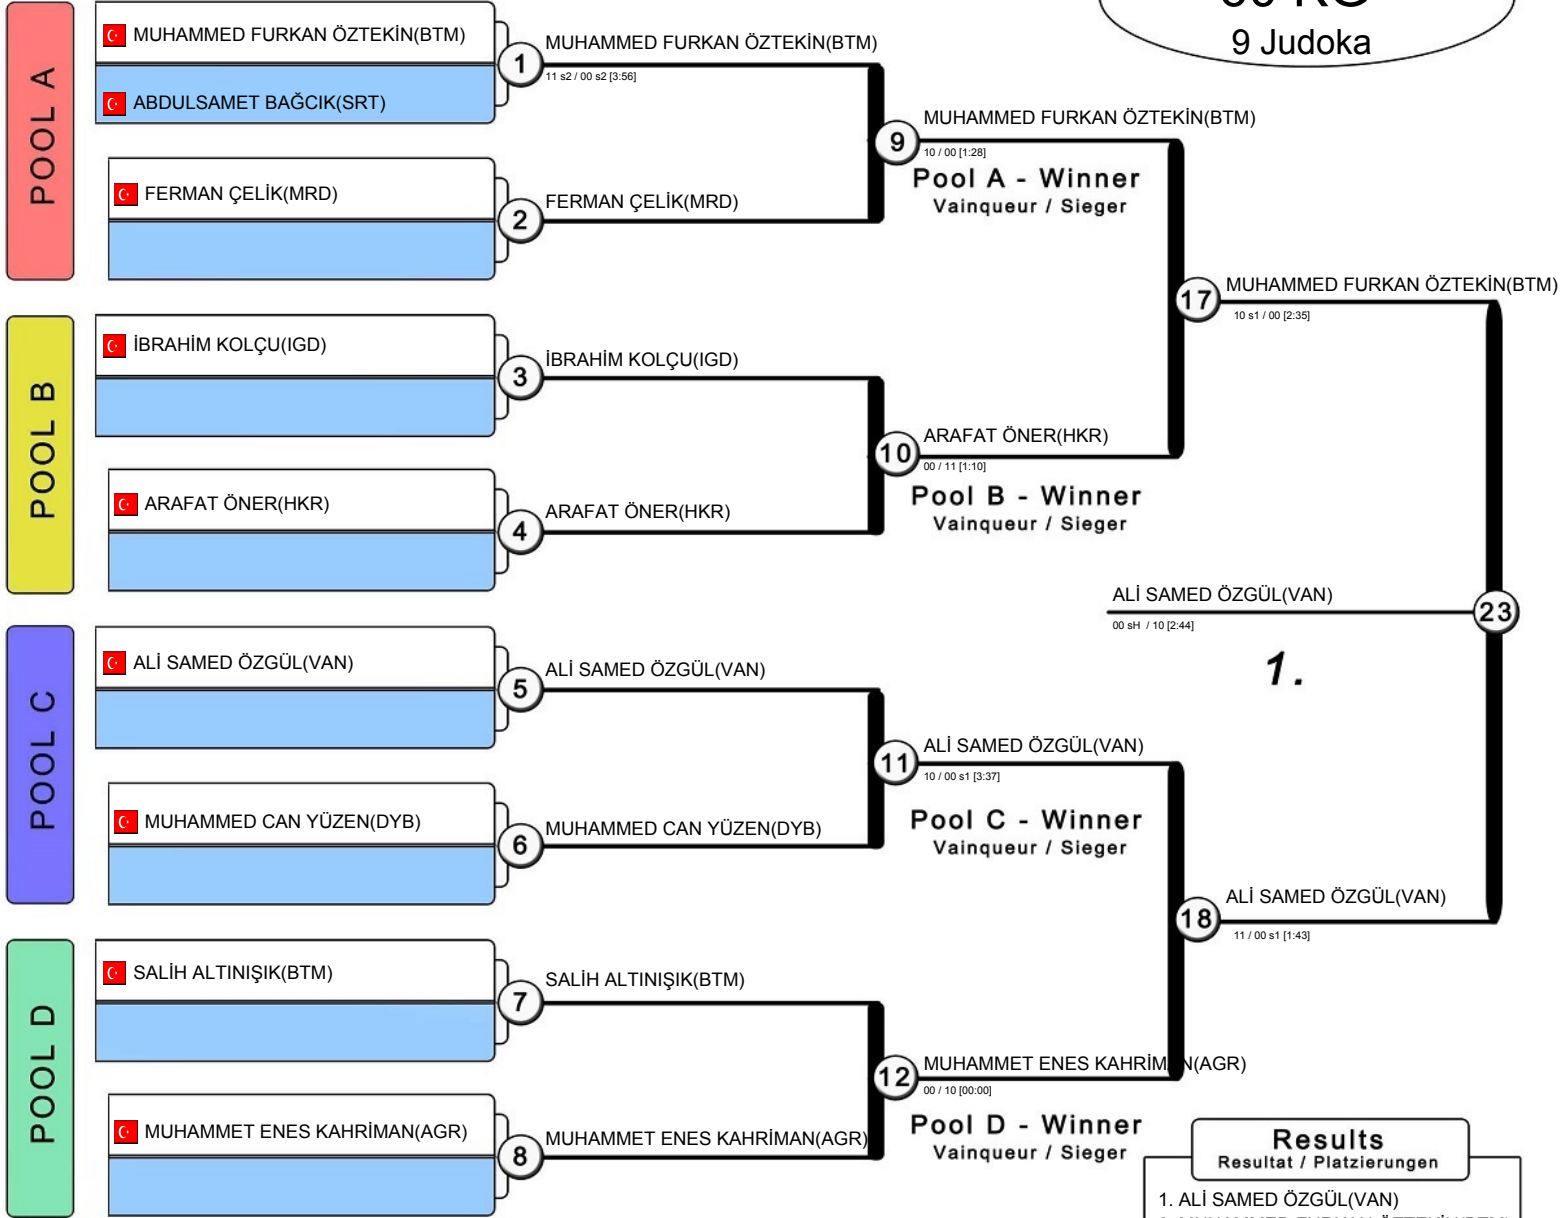 9 Judoka
POOL A
MUHAMMED FURKAN ÖZTEKİN(BTM)
ABDULSAMET BAĞCIK(SRT)
1
MUHAMMED FURKAN ÖZTEKİN(BTM)
11 s2 / 00 s2 [3:56]
FERMAN ÇELİK(MRD)
2
FERMAN ÇELİK(MRD)
9
MUHAMMED FURKAN ÖZTEKİN(BTM)
10 / 00 [1:28]
Pool A - Winner
Vainqueur / Sieger
POOL B
İBRAHİM KOLÇU(IGD)
3
İBRAHİM KOLÇU(IGD)
ARAFAT ÖNER(HKR)
4
ARAFAT ÖNER(HKR)
10
ARAFAT ÖNER(HKR)
00 / 11 [1:10]
Pool B - Winner
Vainqueur / Sieger
17
MUHAMMED FURKAN ÖZTEKİN(BTM)
10 s1 / 00 [2:35]
POOL C
ALİ SAMED ÖZGÜL(VAN)
5
ALİ SAMED ÖZGÜL(VAN)
MUHAMMED CAN YÜZEN(DYB)
6
MUHAMMED CAN YÜZEN(DYB)
11
ALİ SAMED ÖZGÜL(VAN)
10 / 00 s1 [3:37]
Pool C - Winner
Vainqueur / Sieger
POOL D
SALİH ALTINIŞIK(BTM)
7
SALİH ALTINIŞIK(BTM)
MUHAMMET ENES KAHRİMAN(AGR)
8
MUHAMMET ENES KAHRİMAN(AGR)
12
MUHAMMET ENES KAHRİMAN(AGR)
00 / 10 [00:00]
Pool D - Winner
Vainqueur / Sieger
18
ALİ SAMED ÖZGÜL(VAN)
11 / 00 s1 [1:43]
ALİ SAMED ÖZGÜL(VAN)
00 sH / 10 [2:44]
23
1.
Results
Resultat / Platzierungen
1. ALİ SAMED ÖZGÜL(VAN)